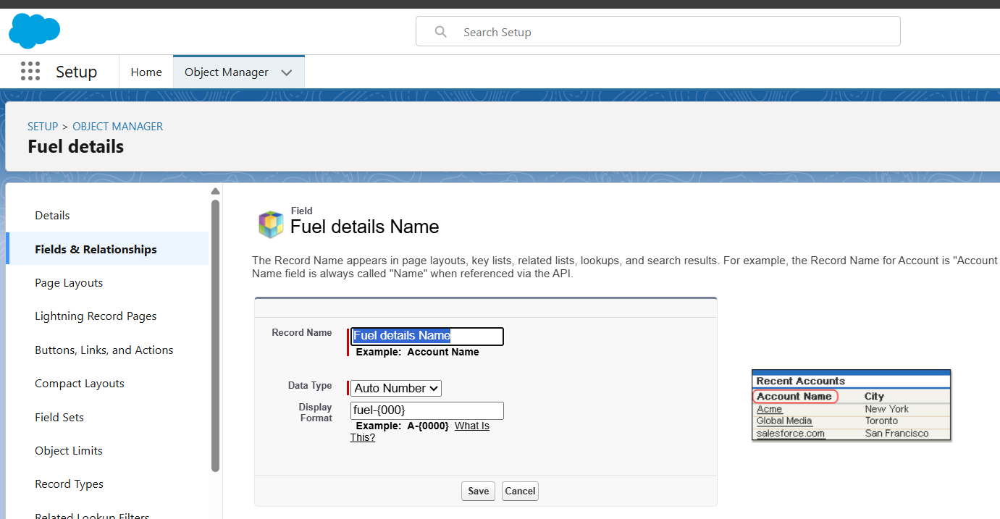 Search Setup
Setup
Home
Object Manager
SETUP > OBJECT MANAGER
Fuel details
Details
Fields & Relationships
Page Layouts
Lightning Record Pages
Buttons, Links, and Actions
Compact Layouts
Field Sets
Object Limits
Record Types
Related Lookup Filters
Field
Fuel details Name
The Record Name appears in page layouts, key lists, related lists, lookups, and search results. For example, the Record Name for Account is "Account
Name field is always called "Name" when referenced via the API.
Record Name
Fuel details Name
Example: Account Name
Data Type
Auto Number
Display
Format
fuel-{000}
Example: A-{0000} What Is
This?
Save
Cancel
Recent Accounts
Account Name City
Acme New York
Global Media Toronto
salesforce.com San Francisco